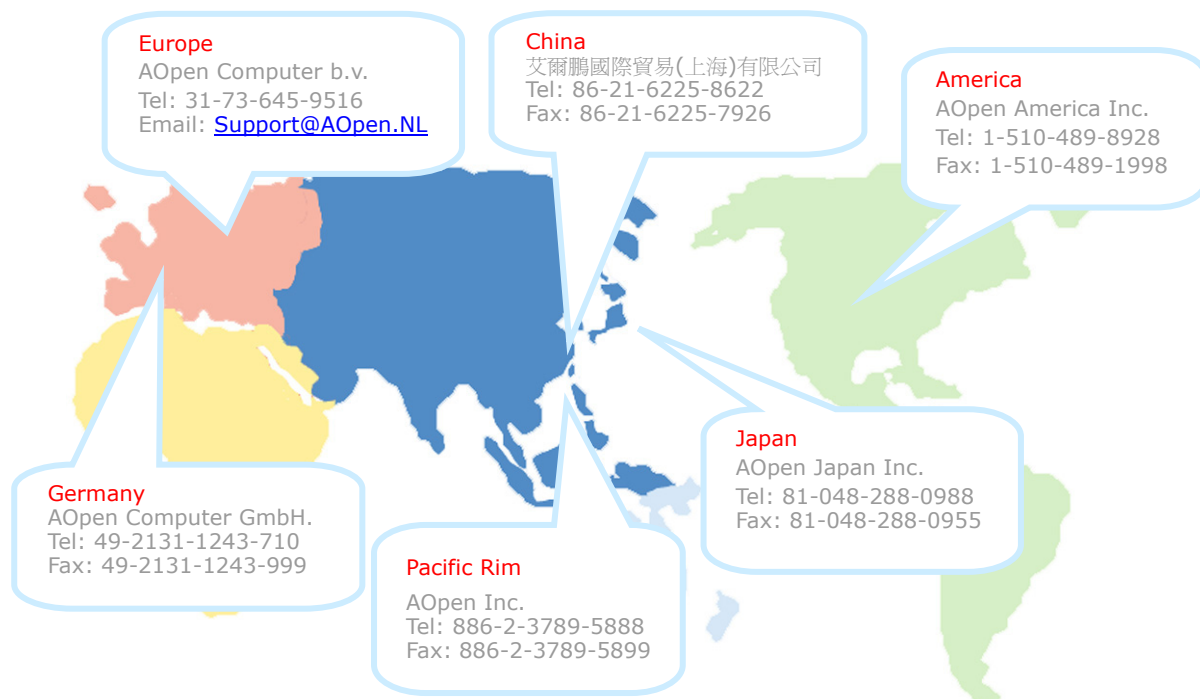 Europe
AOpen Computer b.v.
Tel: 31-73-645-9516
Email: Support@AOpen.NL
China
艾爾鵬國際貿易(上海)有限公司
Tel: 86-21-6225-8622
Fax: 86-21-6225-7926
America
AOpen America Inc.
Tel: 1-510-489-8928
Fax: 1-510-489-1998
Germany
AOpen Computer GmbH.
Tel: 49-2131-1243-710
Fax: 49-2131-1243-999
Pacific Rim
AOpen Inc.
Tel: 886-2-3789-5888
Fax: 886-2-3789-5899
Japan
AOpen Japan Inc.
Tel: 81-048-288-0988
Fax: 81-048-288-0955